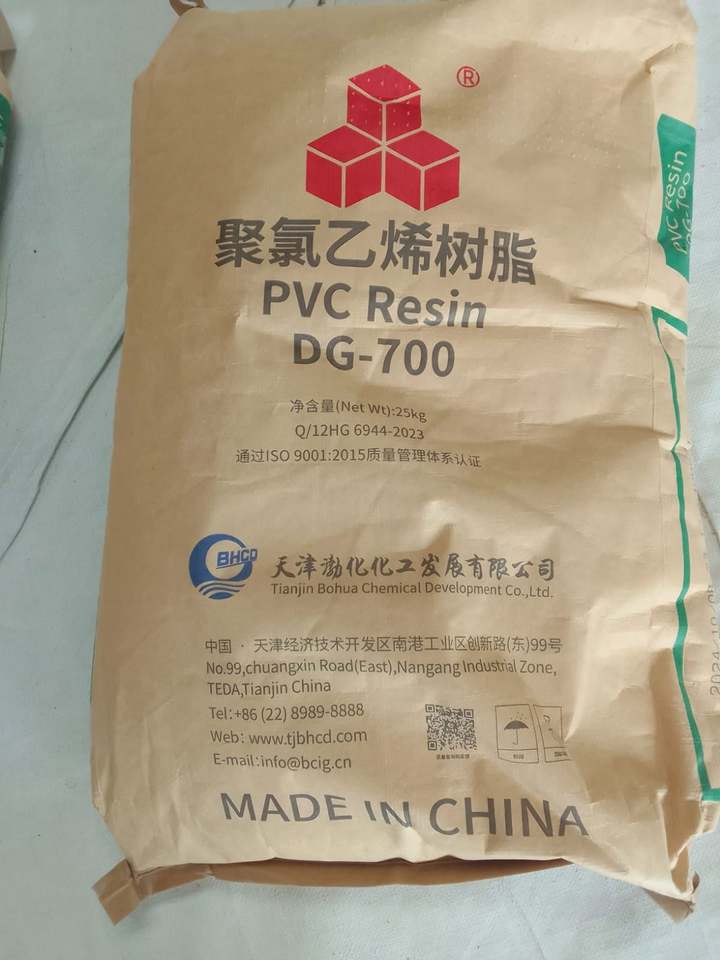 ®
聚氯乙烯树脂
PVC Resin
DG-700
净含量(Net Wt):25kg
Q/12HG 6944-2023
通过ISO 9001:2015质量管理体系认证
BHCD
天津渤化化工发展有限公司
Tianjin Bohua Chemical Development Co.,Ltd.
中国 · 天津经济技术开发区南港工业区创新路(东)99号
No.99,chuangxin Road(East),Nangang Industrial Zone,
TEDA,Tianjin China
Tel:+86 (22) 8989-8888
Web: www.tjbhcd.com
E-mail:info@bcig.cn
MADE IN CHINA
PVC Resin
DG-700